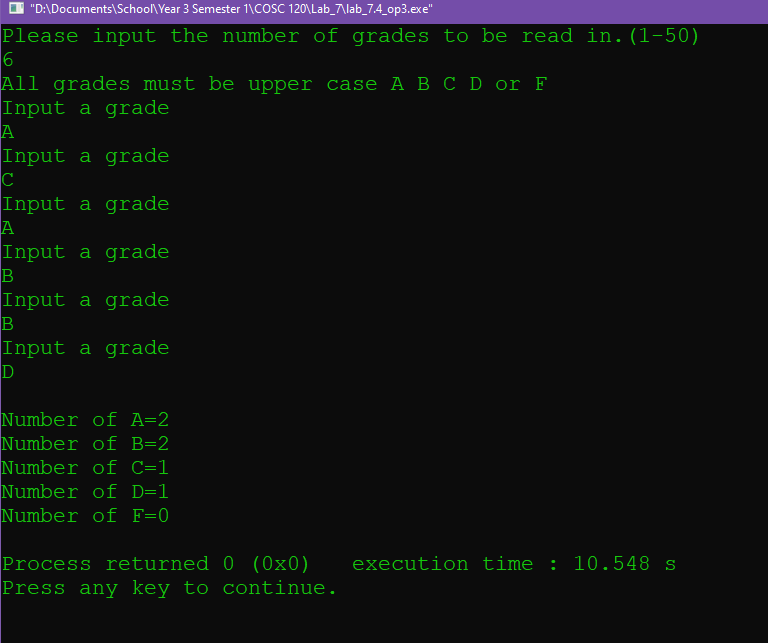 "D:\Documents\School\Year 3 Semester 1\COSC 120\Lab_7\lab_7.4_op3.exe"
Please input the number of grades to be read in.(1-50)
6
All grades must be upper case A B C D or F
Input a grade
A
Input a grade
C
Input a grade
A
Input a grade
B
Input a grade
B
Input a grade
D
Number of A=2
Number of B=2
Number of C=1
Number of D=1
Number of F=0
Process returned 0 (0x0)   execution time : 10.548 s
Press any key to continue.